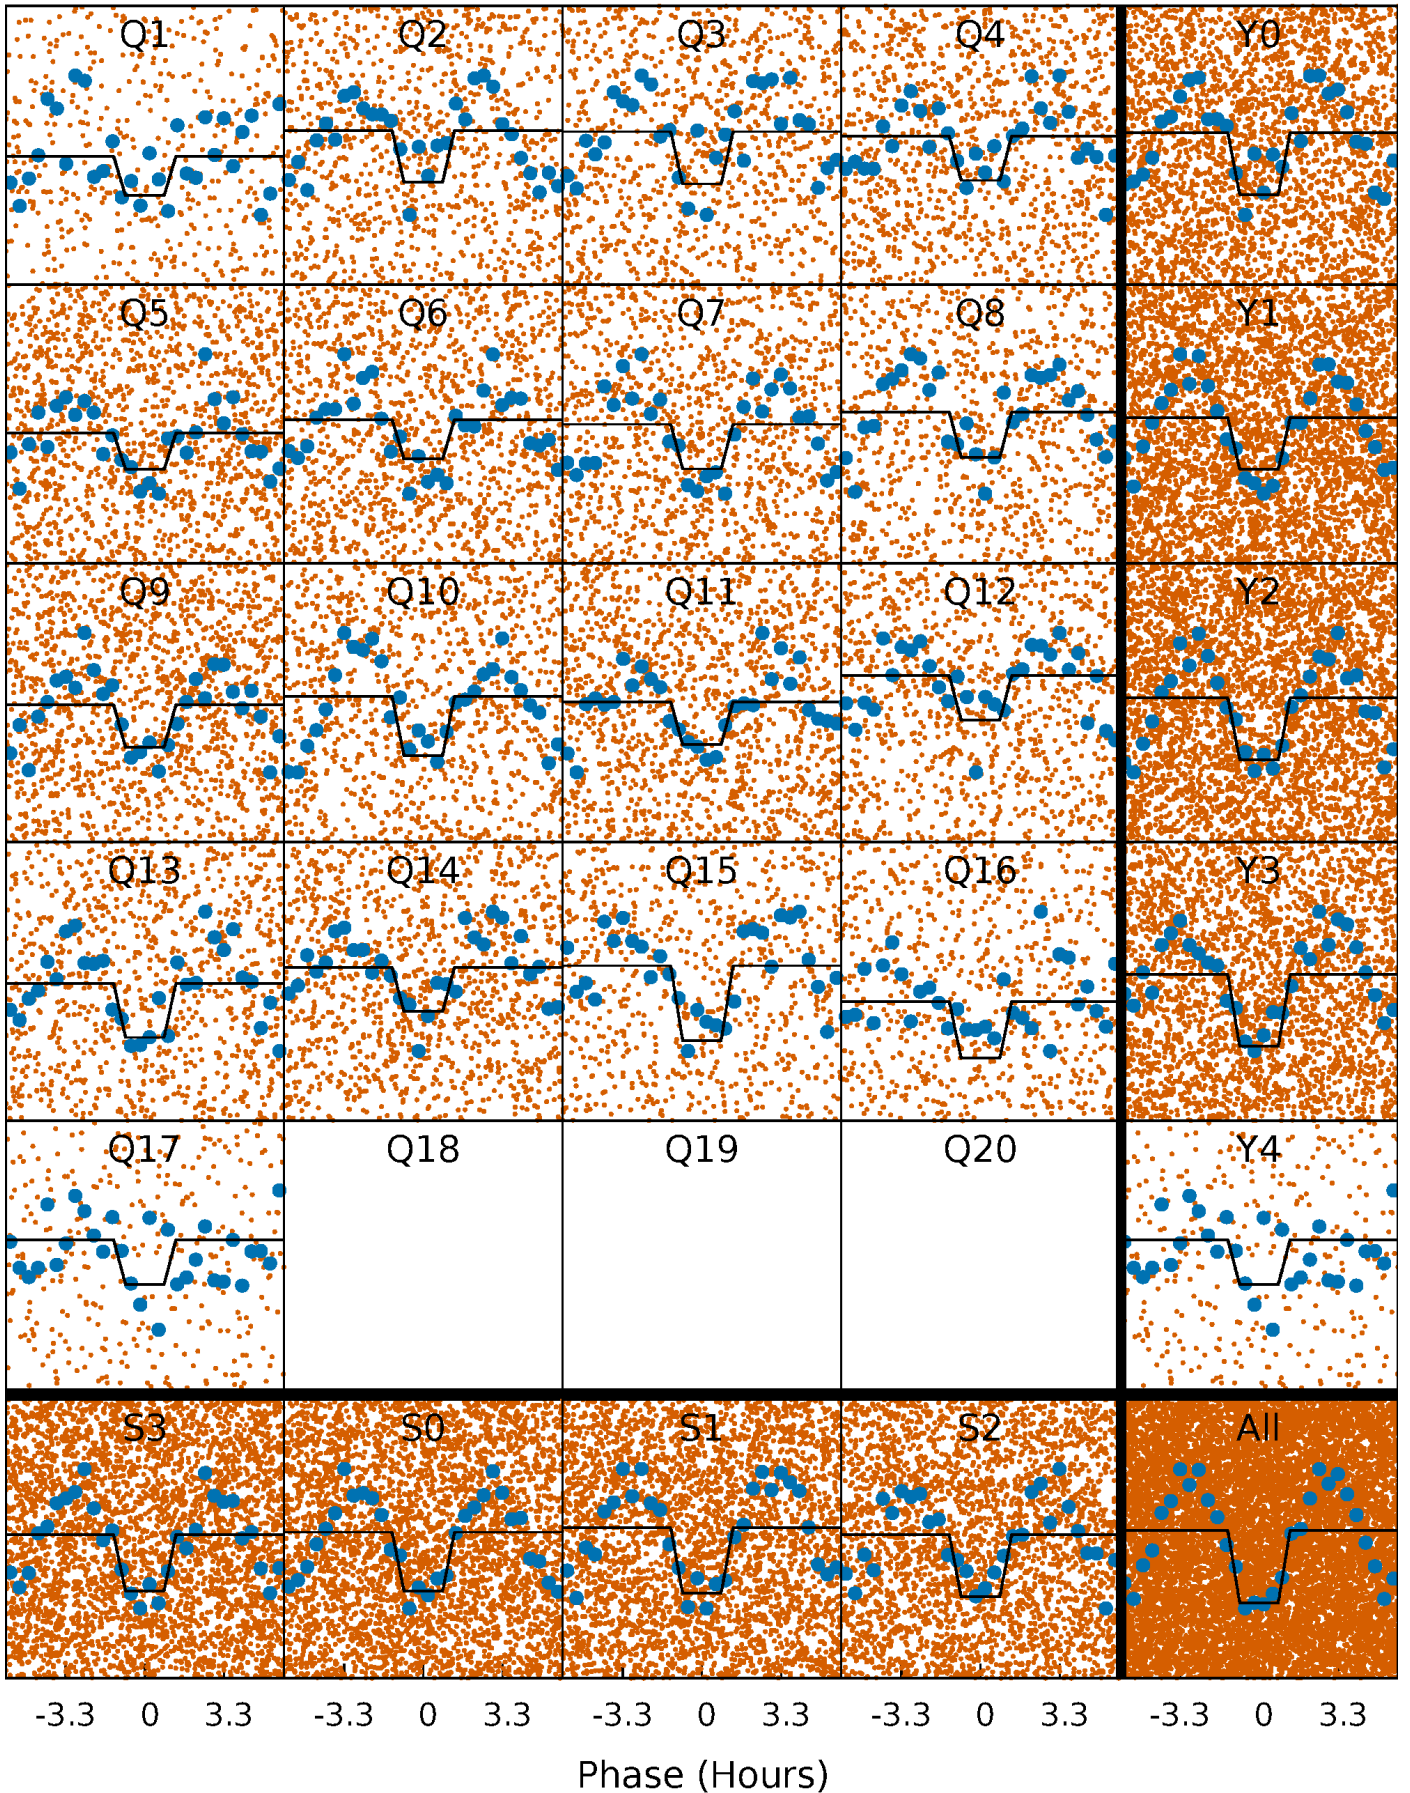 Q1 Q2 Q3 Q4 Y0
Q5 Q6 Q7 Q8 Y1
Q9 Q10 Q11 Q12 Y2
Q13 Q14 Q15 Q16 Y3
Q17 Q18 Q19 Q20 Y4
S3 S0 S1 S2 All
-3.3 0 3.3 -3.3 0 3.3 -3.3 0 3.3 -3.3 0 3.3 -3.3 0 3.3
Phase (Hours)